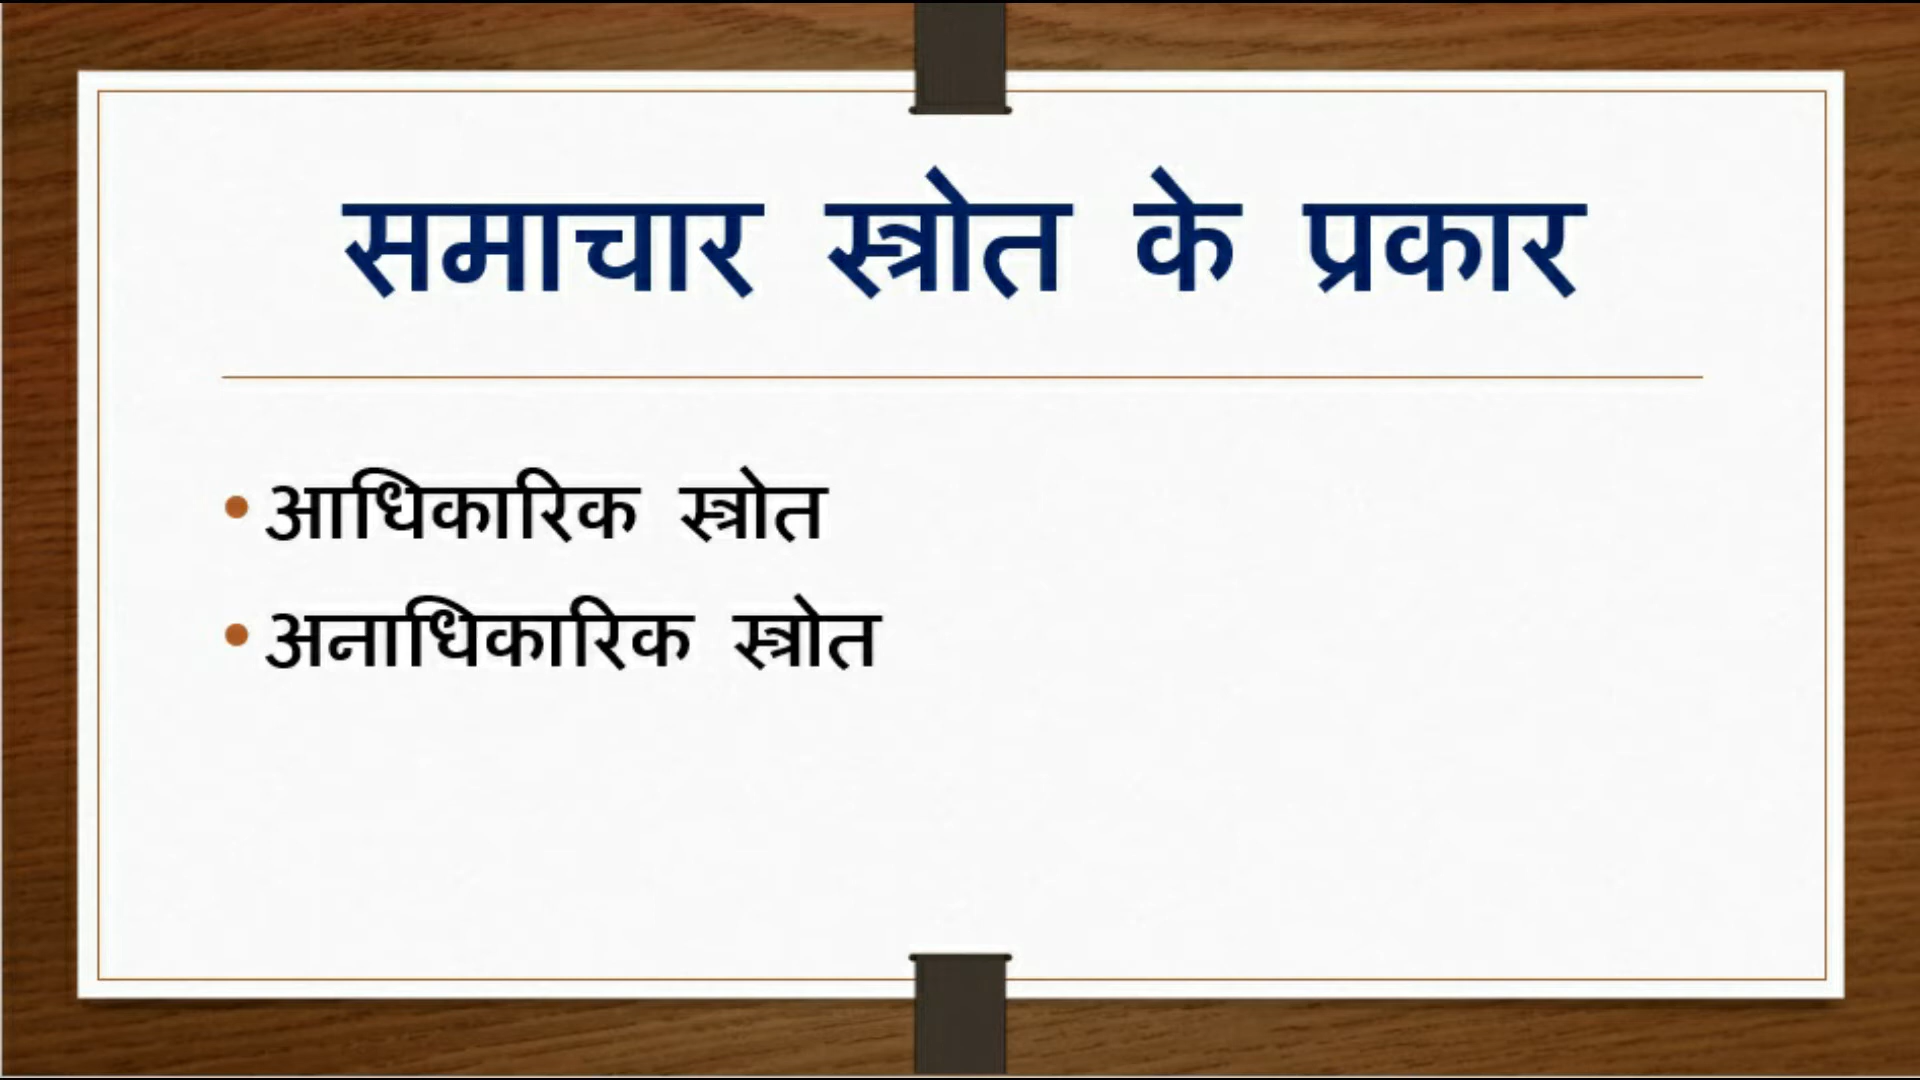 समाचार स्त्रोत के प्रकार
आधिकारिक स्त्रोत
अनाधिकारिक स्त्रोत